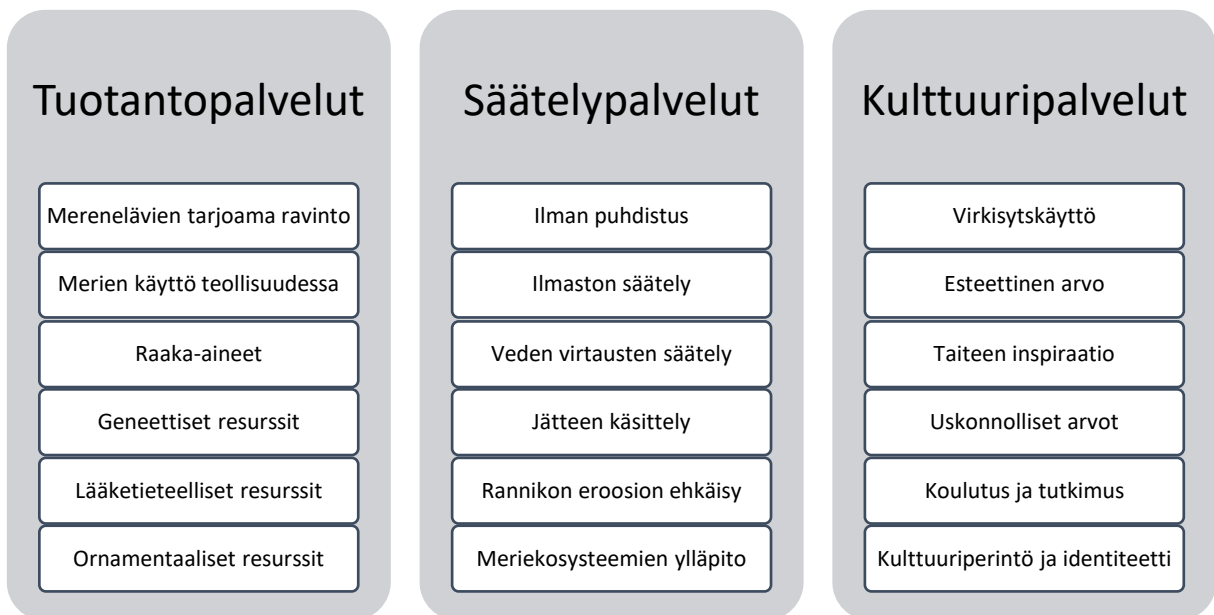 Tuotantopalvelut
Merenelävien tarjoama ravinto
Merien käyttö teollisuudessa
Raaka-aineet
Geneettiset resurssit
Lääketieteelliset resurssit
Ornamentaaliset resurssit
Säätelypalvelut
Ilman puhdistus
Ilmaston säätely
Veden virtausten säätely
Jätteen käsittely
Rannikon eroosion ehkäisy
Meriekosysteemien ylläpito
Kulttuuripalvelut
Virkisytskäyttö
Esteettinen arvo
Taiteen inspiraatio
Uskonnolliset arvot
Koulutus ja tutkimus
Kulttuuriperintö ja identiteetti